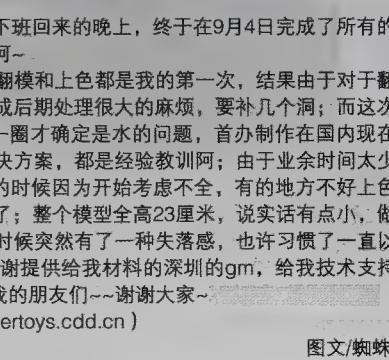 下班回来的晚上，终于在9月4日完成了所有的
阿~
翻模和上色都是我的第一次，结果由于对于翻
成后期处理很大的麻烦，要补几个洞；而这次
一圈才确定是水的问题，首办制作在国内现在
决方案，都是经验教训阿；由于业余时间太少
的时候因为开始考虑不全，有的地方不好上色
了；整个模型全高23厘米，说实话有点小，做
时候突然有了一种失落感，也许习惯了一直以
谢提供给我材料的深圳的gm，给我技术支持
我的朋友们~~谢谢大家~
ertoys.cdd.cn )
图文/蜘蛛